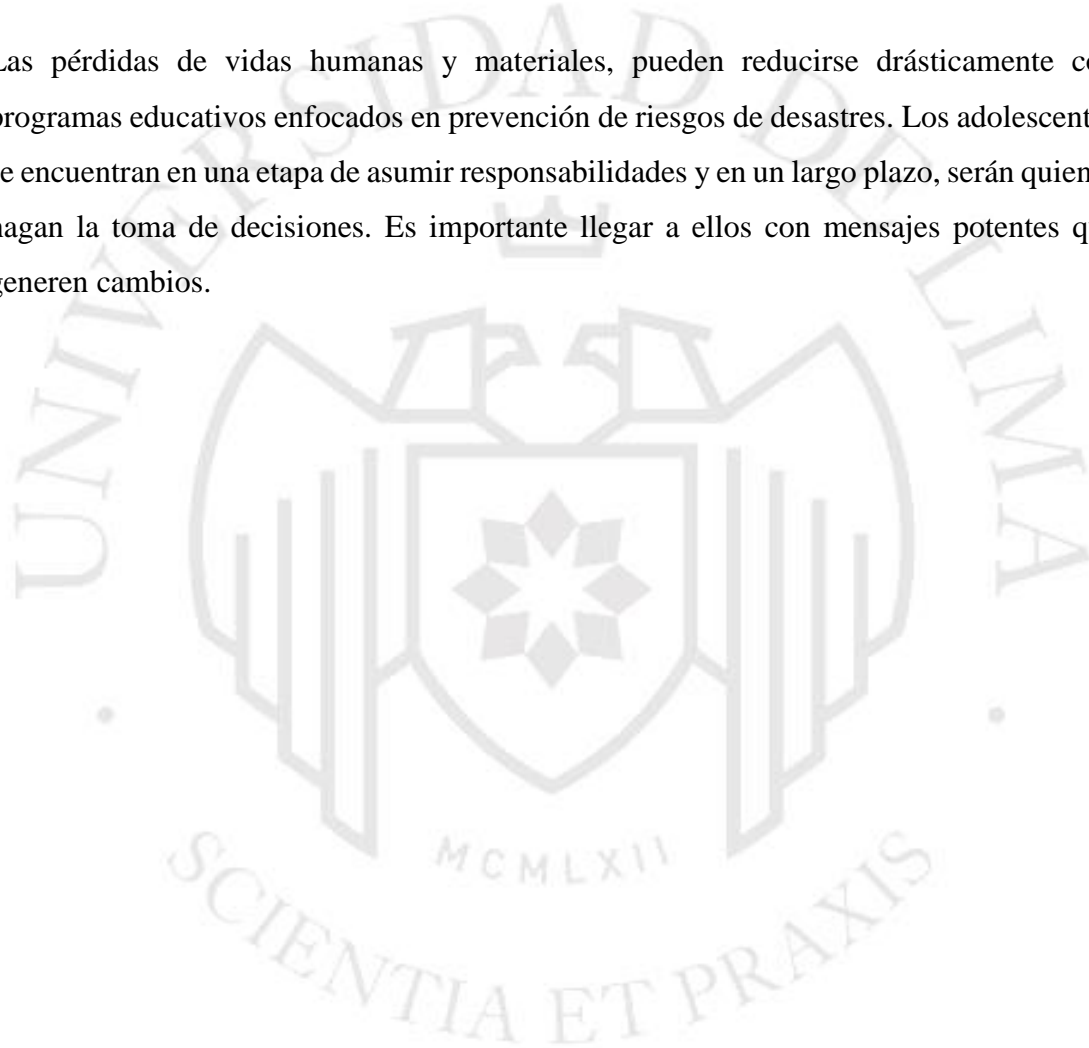 Las pérdidas de vidas humanas y materiales, pueden reducirse drásticamente co
programas educativos enfocados en prevención de riesgos de desastres. Los adolescent
e encuentran en una etapa de asumir responsabilidades y en un largo plazo, serán quien
hagan la toma de decisiones. Es importante llegar a ellos con mensajes potentes q
generen cambios.
UNIVERSIDAD DE LIMA
MCMLXII
SCIENTIA ET PRAXIS